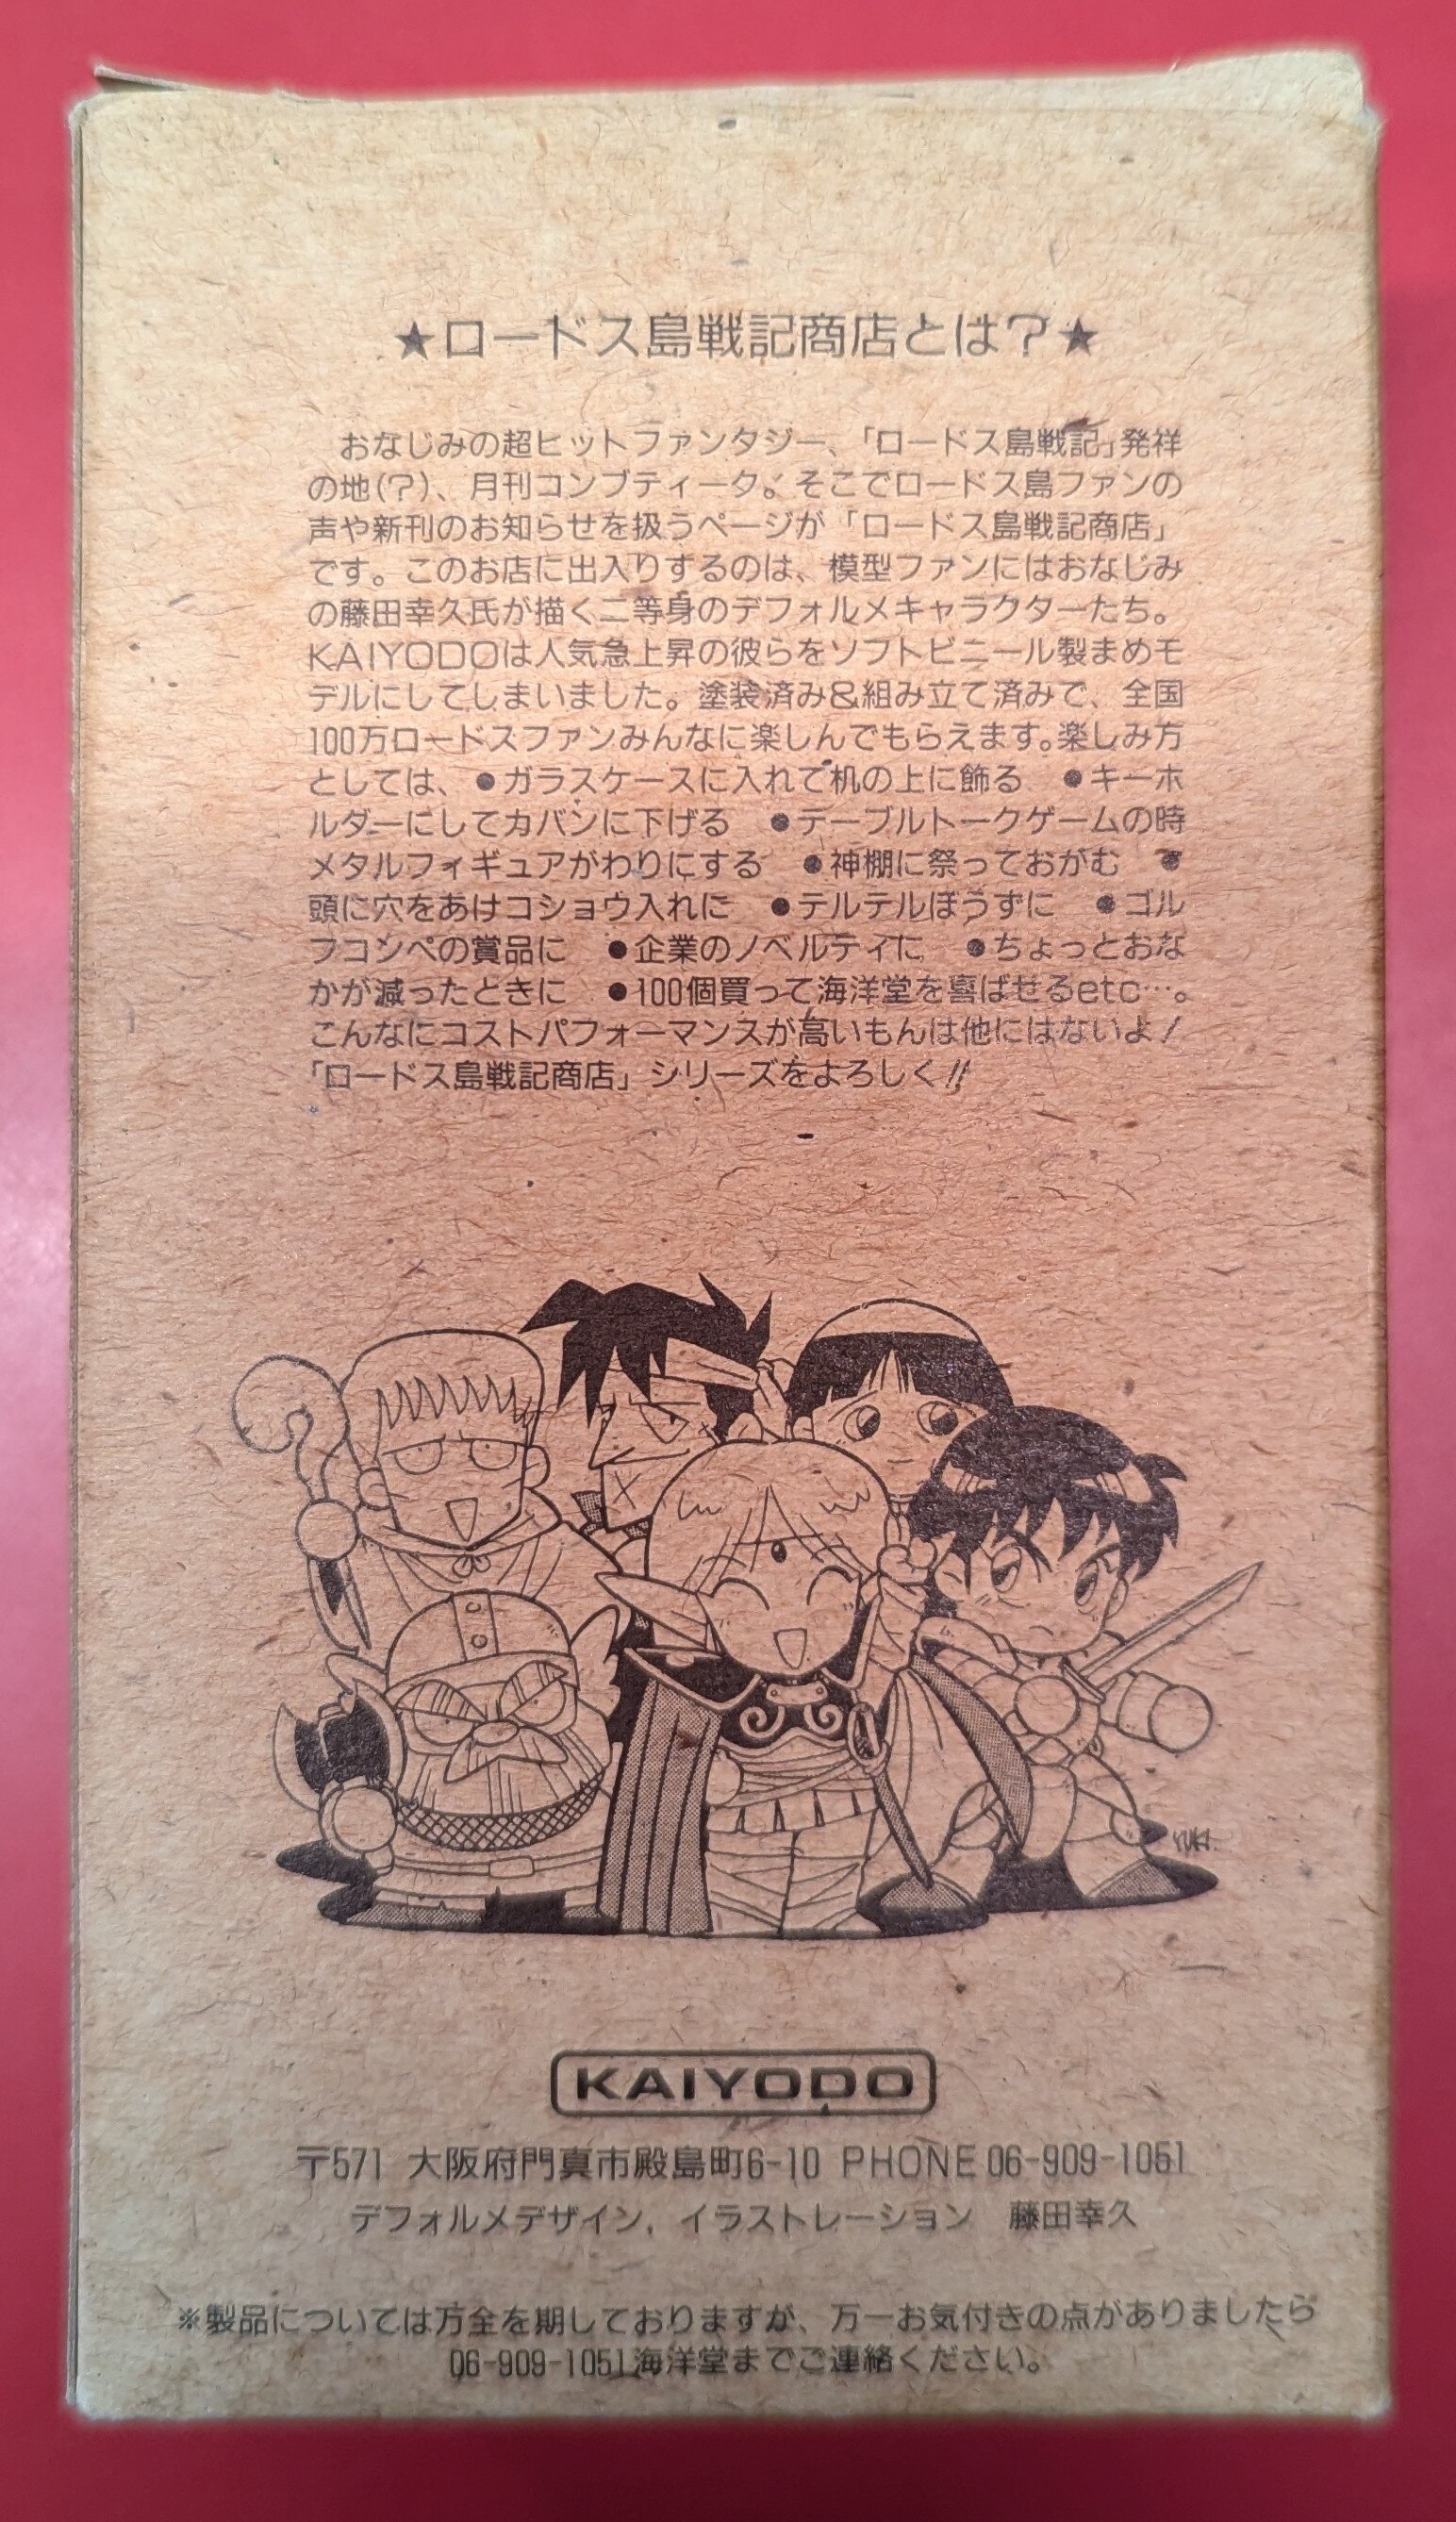 ★ロードス島戦記商店とは?★
おなじみの超ヒットファンタジー、「ロードス島戦記」発祥
の地(?)、月刊コンプティーク。そこでロードス島ファンの
声や新刊のお知らせを扱うページが「ロードス島戦記商店」
です。このお店に出入りするのは、模型ファンにはおなじみ
の藤田幸久氏が描く二等身のデフォルメキャラクターたち。
KAIYODOは人気急上昇の彼らをソフトビニール製まめモ
デルにしてしまいました。塗装済み&組み立て済みで、全国
100万ロードスファンみんなに楽しんでもらえます。楽しみ方
としては、●ガラスケースに入れて机の上に飾る ●キーホ
ルダーにしてカバンに下げる ●テーブルトークゲームの時
メタルフィギュアがわりにする ●神棚に祭っておがむ ●
頭に穴をあけコショウ入れに ●テルテルぼうずに ●ゴル
フコンペの賞品に ●企業のノベルティに ●ちょっとおな
かが減ったときに ●100個買って海洋堂を喜ばせるetc…。
こんなにコストパフォーマンスが高いもんは他にはないよ!
「ロードス島戦記商店」シリーズをよろしく!!
KAIYODO
〒571 大阪府門真市殿島町6-10 PHONE 06-909-1051
デフォルメデザイン, イラストレーション 藤田幸久
※製品については万全を期しておりますが、万一お気付きの点がありましたら
06-909-1051海洋堂までご連絡ください。